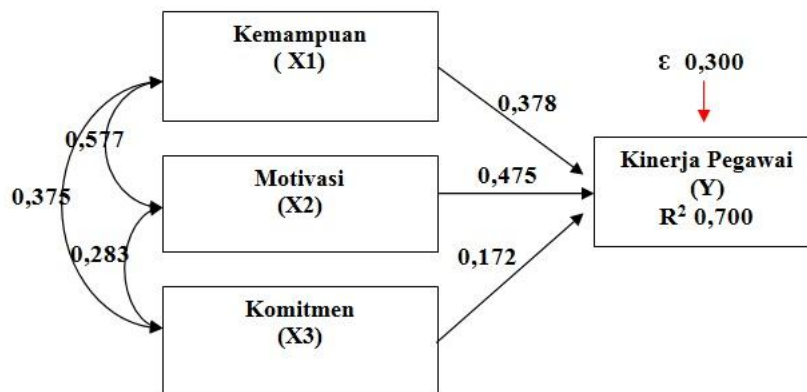 Kemampuan
( X1)
ε 0,300
0,378
0,577
Kinerja Pegawai
(Y)
R² 0,700
Motivasi
(X2)
0,475
0,375
0,283
0,172
Komitmen
(X3)